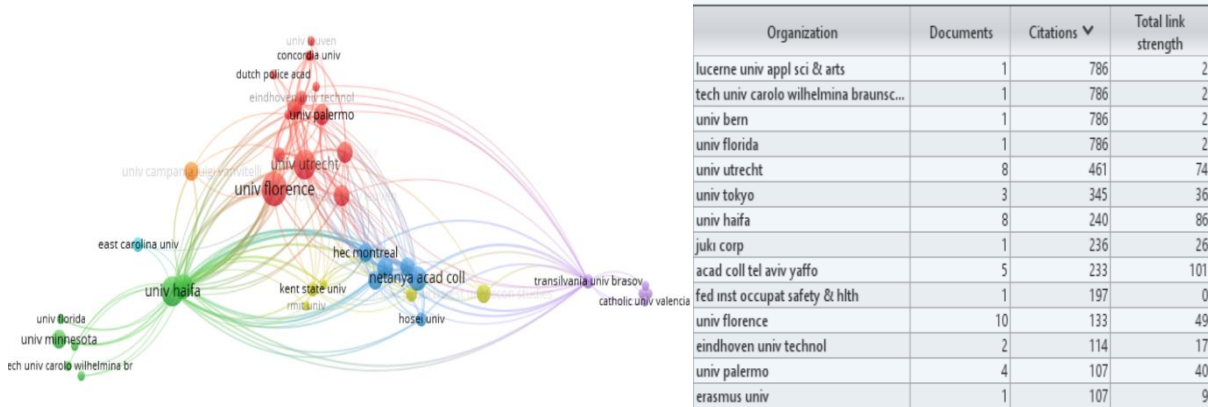 univ leuven
concordia univ
dutch police acad
eindhoven univ technol
univ palermo
univ utrecht
univ campania luigi vanvitelli
univ florence
east carolina univ
hec montreal
netanya acad coll
transilvania univ brasov
univ haifa
kent state univ
catholic univ valencia
rmit univ
univ florida
hosei univ
univ minnesota
ech univ carolo wilhelmina br
Organization Documents Citations Total link strength
lucerne univ appl sci & arts 1 786 2
tech univ carolo wilhelmina braunsc... 1 786 2
univ bern 1 786 2
univ florida 1 786 2
univ utrecht 8 461 74
univ tokyo 3 345 36
univ haifa 8 240 86
juki corp 1 236 26
acad coll tel aviv yaffo 5 233 101
fed inst occupat safety & hlth 1 197 0
univ florence 10 133 49
eindhoven univ technol 2 114 17
univ palermo 4 107 40
erasmus univ 1 107 9